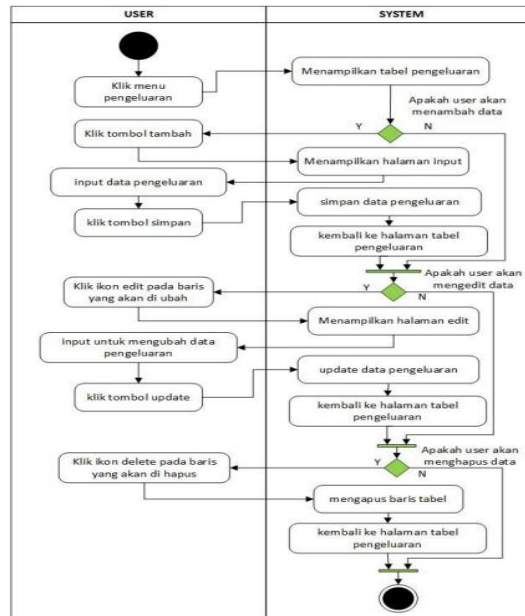 USER
SYSTEM
Klik menu
pengeluaran
Menampilkan tabel pengeluaran
Apakah user akan
menambah data
Y
N
Klik tombol tambah
Menampilkan halaman input
input data pengeluaran
klik tombol simpan
simpan data pengeluaran
kembali ke halaman tabel
pengeluaran
Apakah user akan
mengedit data
Y
N
Klik ikon edit pada baris
yang akan di ubah
Menampilkan halaman edit
input untuk mengubah data
pengeluaran
klik tombol update
update data pengeluaran
kembali ke halaman tabel
pengeluaran
Apakah user akan
menghapus data
Y
N
Klik ikon delete pada baris
yang akan di hapus
mengapus baris tabel
kembali ke halaman tabel
pengeluaran